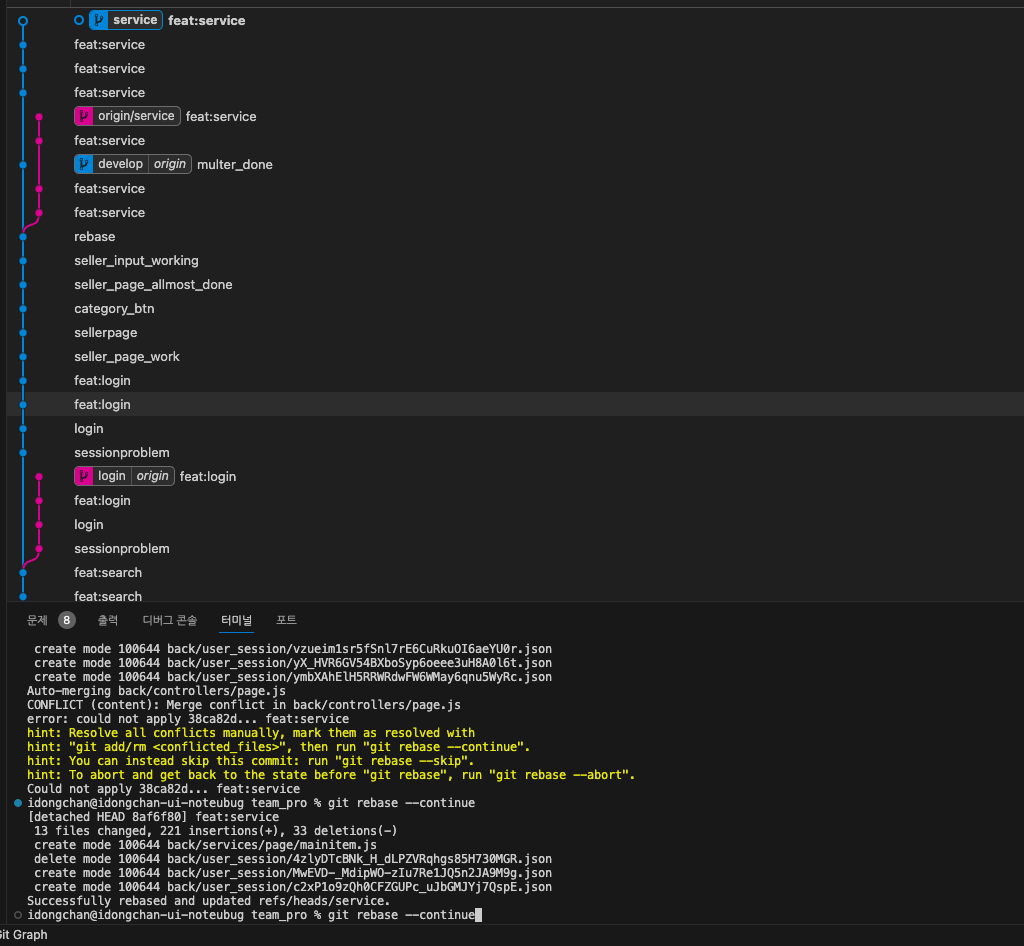 service feat:service
feat:service
feat:service
feat:service
origin/service feat:service
feat:service
develop origin multer_done
feat:service
feat:service
rebase
seller_input_working
seller_page_allmost_done
category_btn
sellerpage
seller_page_work
feat:login
feat:login
login
sessionproblem
login origin feat:login
feat:login
login
sessionproblem
feat:search
feat:search
문제 8 출력 디버그 콘솔 터미널 포트
create mode 100644 back/user_session/vzueim1sr5fSnl7rE6CuRkuOI6aeYU0r.json
create mode 100644 back/user_session/yX_HVR6GV54BXboSyp6oeee3uH8A0l6t.json
create mode 100644 back/user_session/ymbXAhElH5RRWRdwFW6WMay6qnu5WyRc.json
Auto-merging back/controllers/page.js
CONFLICT (content): Merge conflict in back/controllers/page.js
error: could not apply 38ca82d... feat:service
hint: Resolve all conflicts manually, mark them as resolved with
hint: "git add/rm <conflicted_files>", then run "git rebase --continue".
hint: You can instead skip this commit: run "git rebase --skip".
hint: To abort and get back to the state before "git rebase", run "git rebase --abort".
Could not apply 38ca82d... feat:service
idongchan@idongchan-ui-noteubug team_pro % git rebase --continue
[detached HEAD 8af6f80] feat:service
13 files changed, 221 insertions(+), 33 deletions(-)
create mode 100644 back/services/page/mainitem.js
delete mode 100644 back/user_session/4zlyDTcBNk_H_dLPZVRqhgs85H730MGR.json
create mode 100644 back/user_session/MwEVD-_MdipWO-zIu7Re1JQ5n2JA9M9g.json
create mode 100644 back/user_session/c2xP1o9zQh0CFZGUPc_uJbGMJYj7QspE.json
Successfully rebased and updated refs/heads/service.
idongchan@idongchan-ui-noteubug team_pro % git rebase --continue
Git Graph